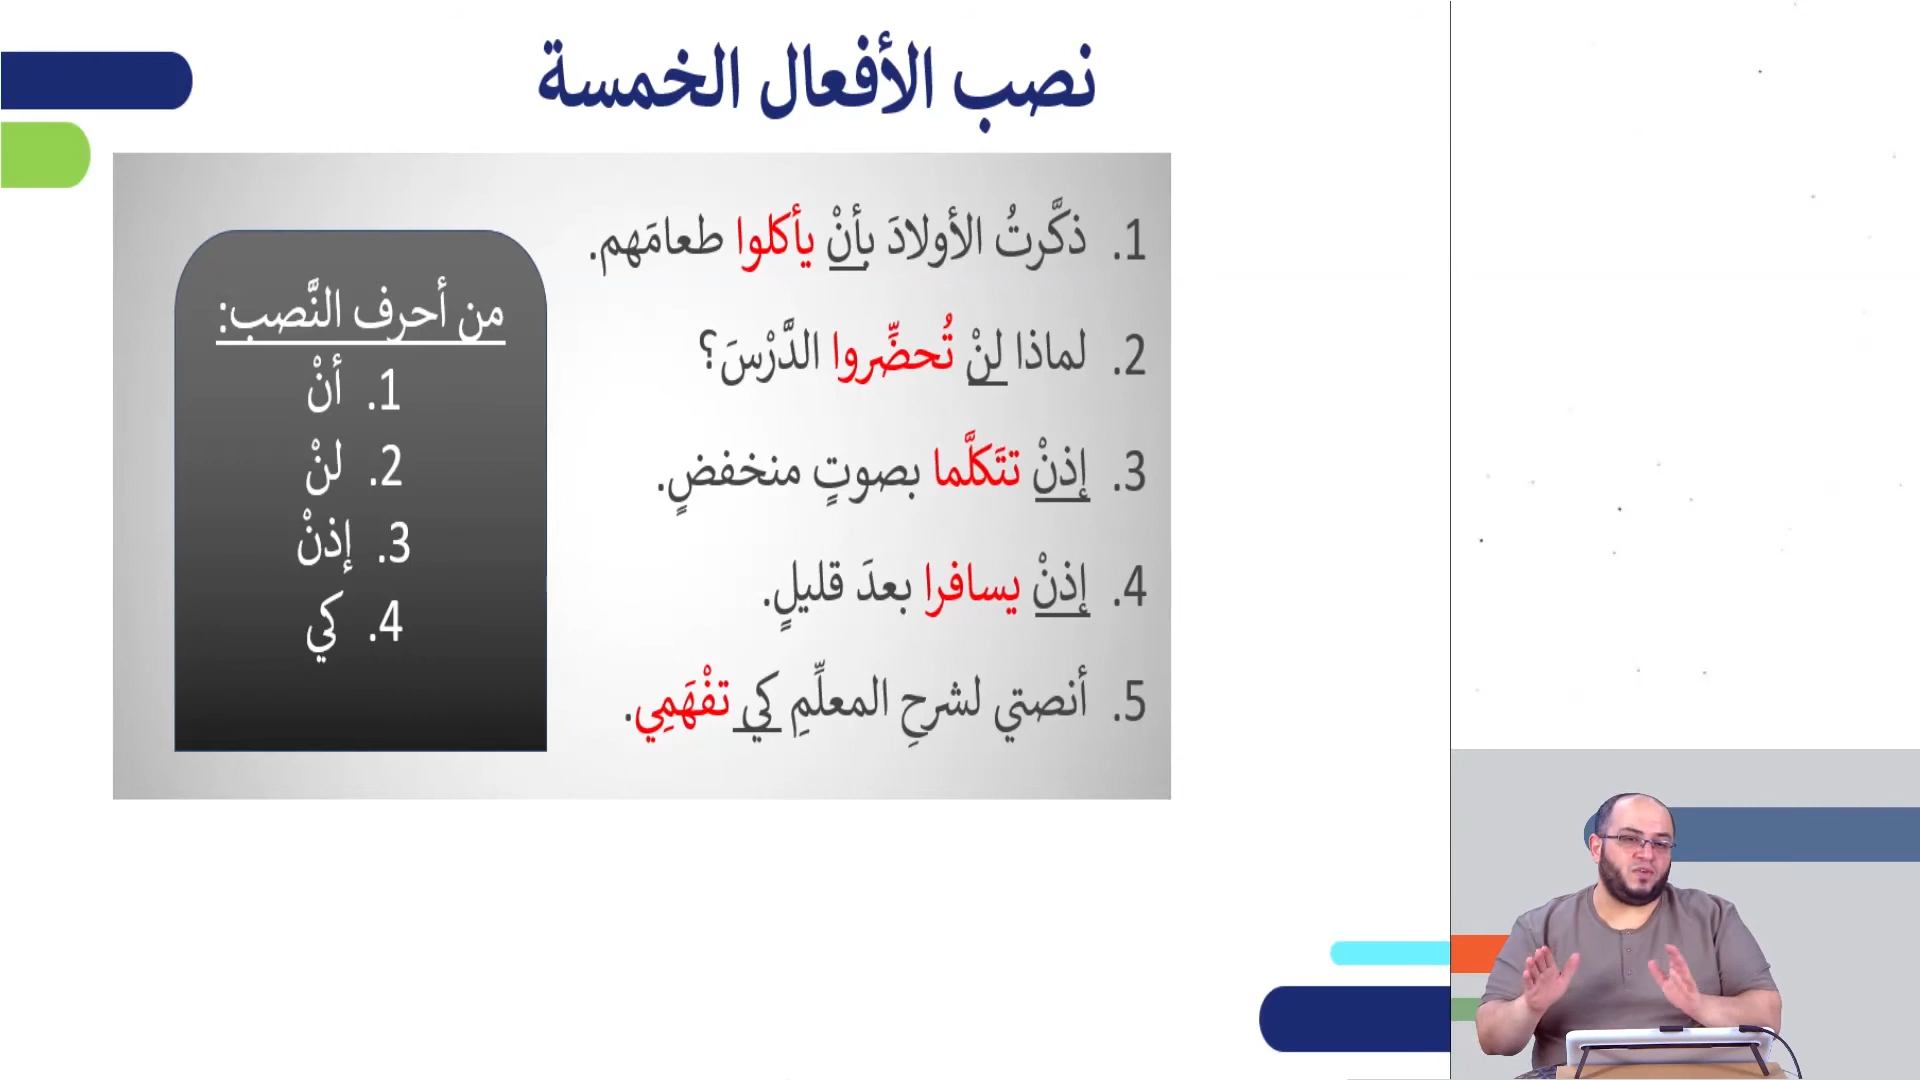 نصب الأفعال الخمسة
1. ذكَّرتُ الأولادَ بأنْ يأكلوا طعامَهم.
2. لماذا لنْ تُحضِّروا الدَّرْسَ؟
3. إذنْ تتَكلَّما بصوتٍ منخفضٍ.
4. إذنْ يسافرا بعدَ قليلٍ.
5. أنصتي لشرحِ المعلِّمِ كي تفْهَمِي.
من أحرف النَّصب:
1. أنْ
2. لنْ
3. إذنْ
4. كي